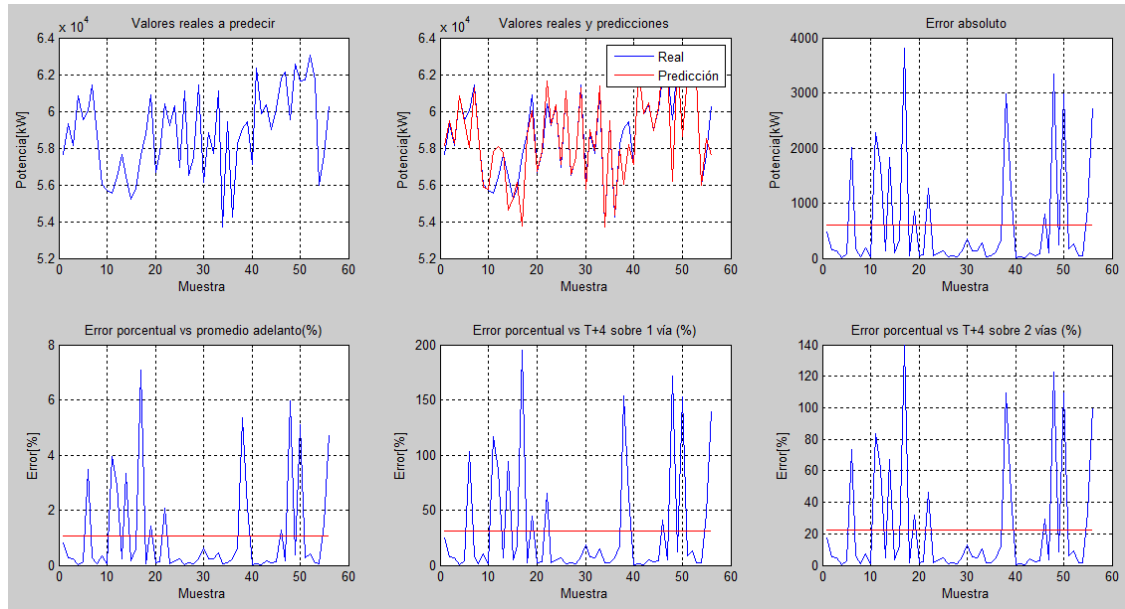 Valores reales a predecir
x 10^4
6.4
6.2
6
5.8
5.6
5.4
5.2
Potencia[kW]
0 10 20 30 40 50 60
Muestra
Valores reales y predicciones
x 10^4
6.4
6.2
6
5.8
5.6
5.4
5.2
Potencia[kW]
0 10 20 30 40 50 60
Muestra
Real
Predicción
Error absoluto
4000
3000
2000
1000
0
Potencia[kW]
0 10 20 30 40 50 60
Muestra
Error porcentual vs promedio adelanto(%)
8
6
4
2
0
Error[%]
0 10 20 30 40 50 60
Muestra
Error porcentual vs T+4 sobre 1 vía (%)
200
150
100
50
0
Error[%]
0 10 20 30 40 50 60
Muestra
Error porcentual vs T+4 sobre 2 vías (%)
140
120
100
80
60
40
20
0
Error[%]
0 10 20 30 40 50 60
Muestra